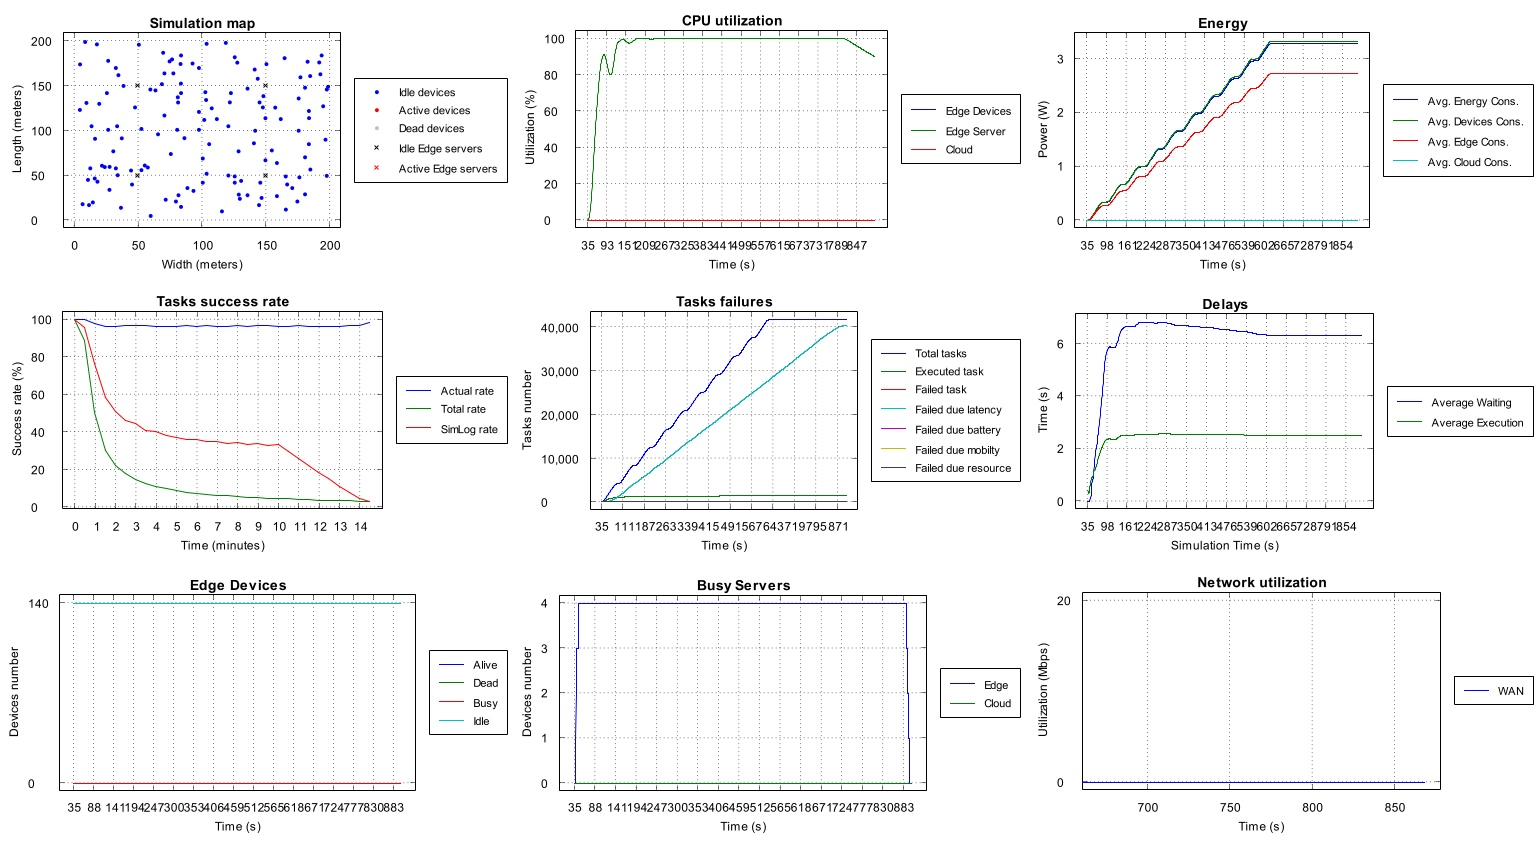 Simulation map
Length (meters)
200
150
100
50
0
0 50 100 150 200
Width (meters)
Idle devices
Active devices
Dead devices
Idle Edge servers
Active Edge servers
CPU utilization
Utilization (%)
100
80
60
40
20
0
Time (s)
Edge Devices
Edge Server
Cloud
Energy
Power (W)
3
2
1
0
Time (s)
Avg. Energy Cons.
Avg. Devices Cons.
Avg. Edge Cons.
Avg. Cloud Cons.
Tasks success rate
Success rate (%)
100
80
60
40
20
0
0 1 2 3 4 5 6 7 8 9 10 11 12 13 14
Time (minutes)
Actual rate
Total rate
SimLog rate
Tasks failures
Tasks number
40,000
30,000
20,000
10,000
0
Time (s)
Total tasks
Executed task
Failed task
Failed due latency
Failed due battery
Failed due mobilty
Failed due resource
Delays
Time (s)
6
4
2
0
Simulation Time (s)
Average Waiting
Average Execution
Edge Devices
Devices number
140
0
Time (s)
Alive
Dead
Busy
Idle
Busy Servers
Devices number
4
3
2
1
0
Time (s)
Edge
Cloud
Network utilization
Utilization (Mbps)
20
0
700 750 800 850
Time (s)
WAN